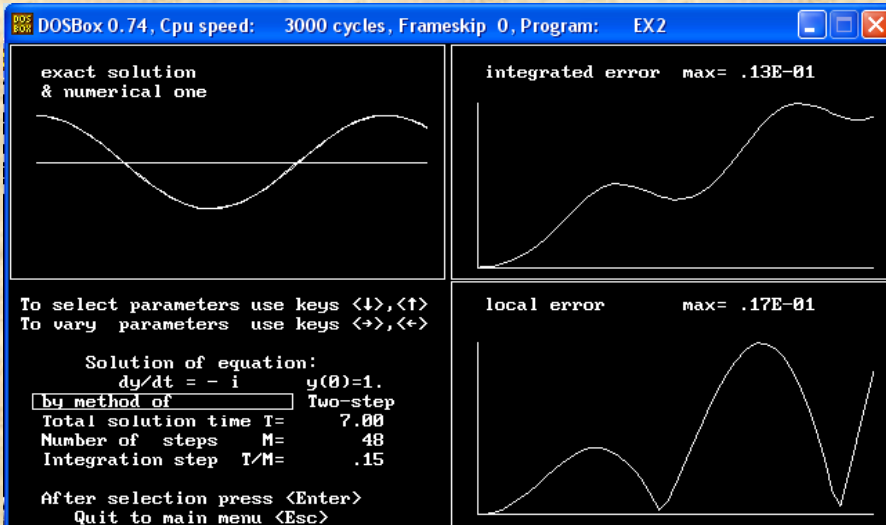 DOS BOX DOSBox 0.74, Cpu speed: 3000 cycles, Frameskip 0, Program: EX2
exact solution
& numerical one
integrated error max= .13E-01
To select parameters use keys <↓>,<↑>
To vary parameters use keys <→>,<←>
Solution of equation:
dy/dt = - i y(0)=1.
by method of Two-step
Total solution time T= 7.00
Number of steps M= 48
Integration step T/M= .15
After selection press <Enter>
Quit to main menu <Esc>
local error max= .17E-01